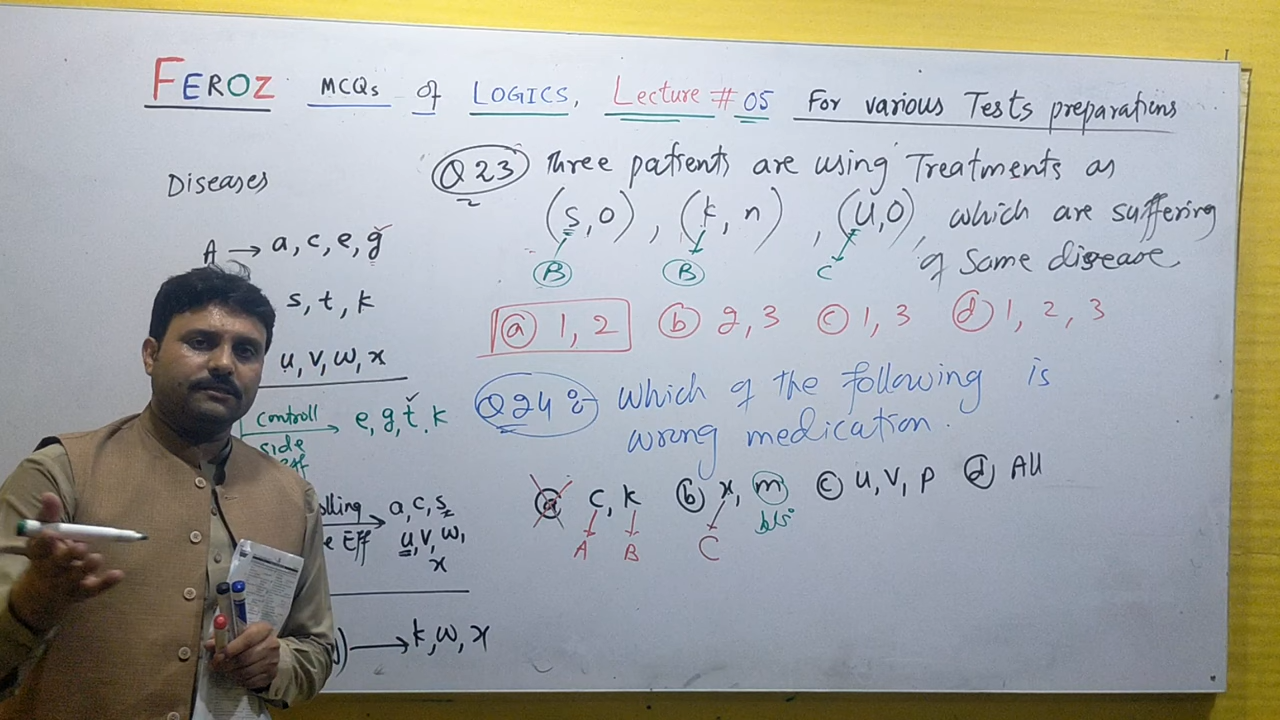 FEROZ MCQs of LOGICS, Lecture # 05 For various Tests preparations
Diseases
A → a, c, e, g
s, t, k
u, v, w, x
controll
side
e, g, t, k
lling → a, c, s
e Eff u, v, w,
x
→ k, w, x
Q 23 Three patients are using Treatments as
(s, o), (k, n), (u, o), which are suffering
B B C of Same disease
a 1, 2 b 2, 3 c 1, 3 d 1, 2, 3
Q 24 :- Which of the following is
wrong medication.
a c, k b x, m c u, v, p d All
A B C